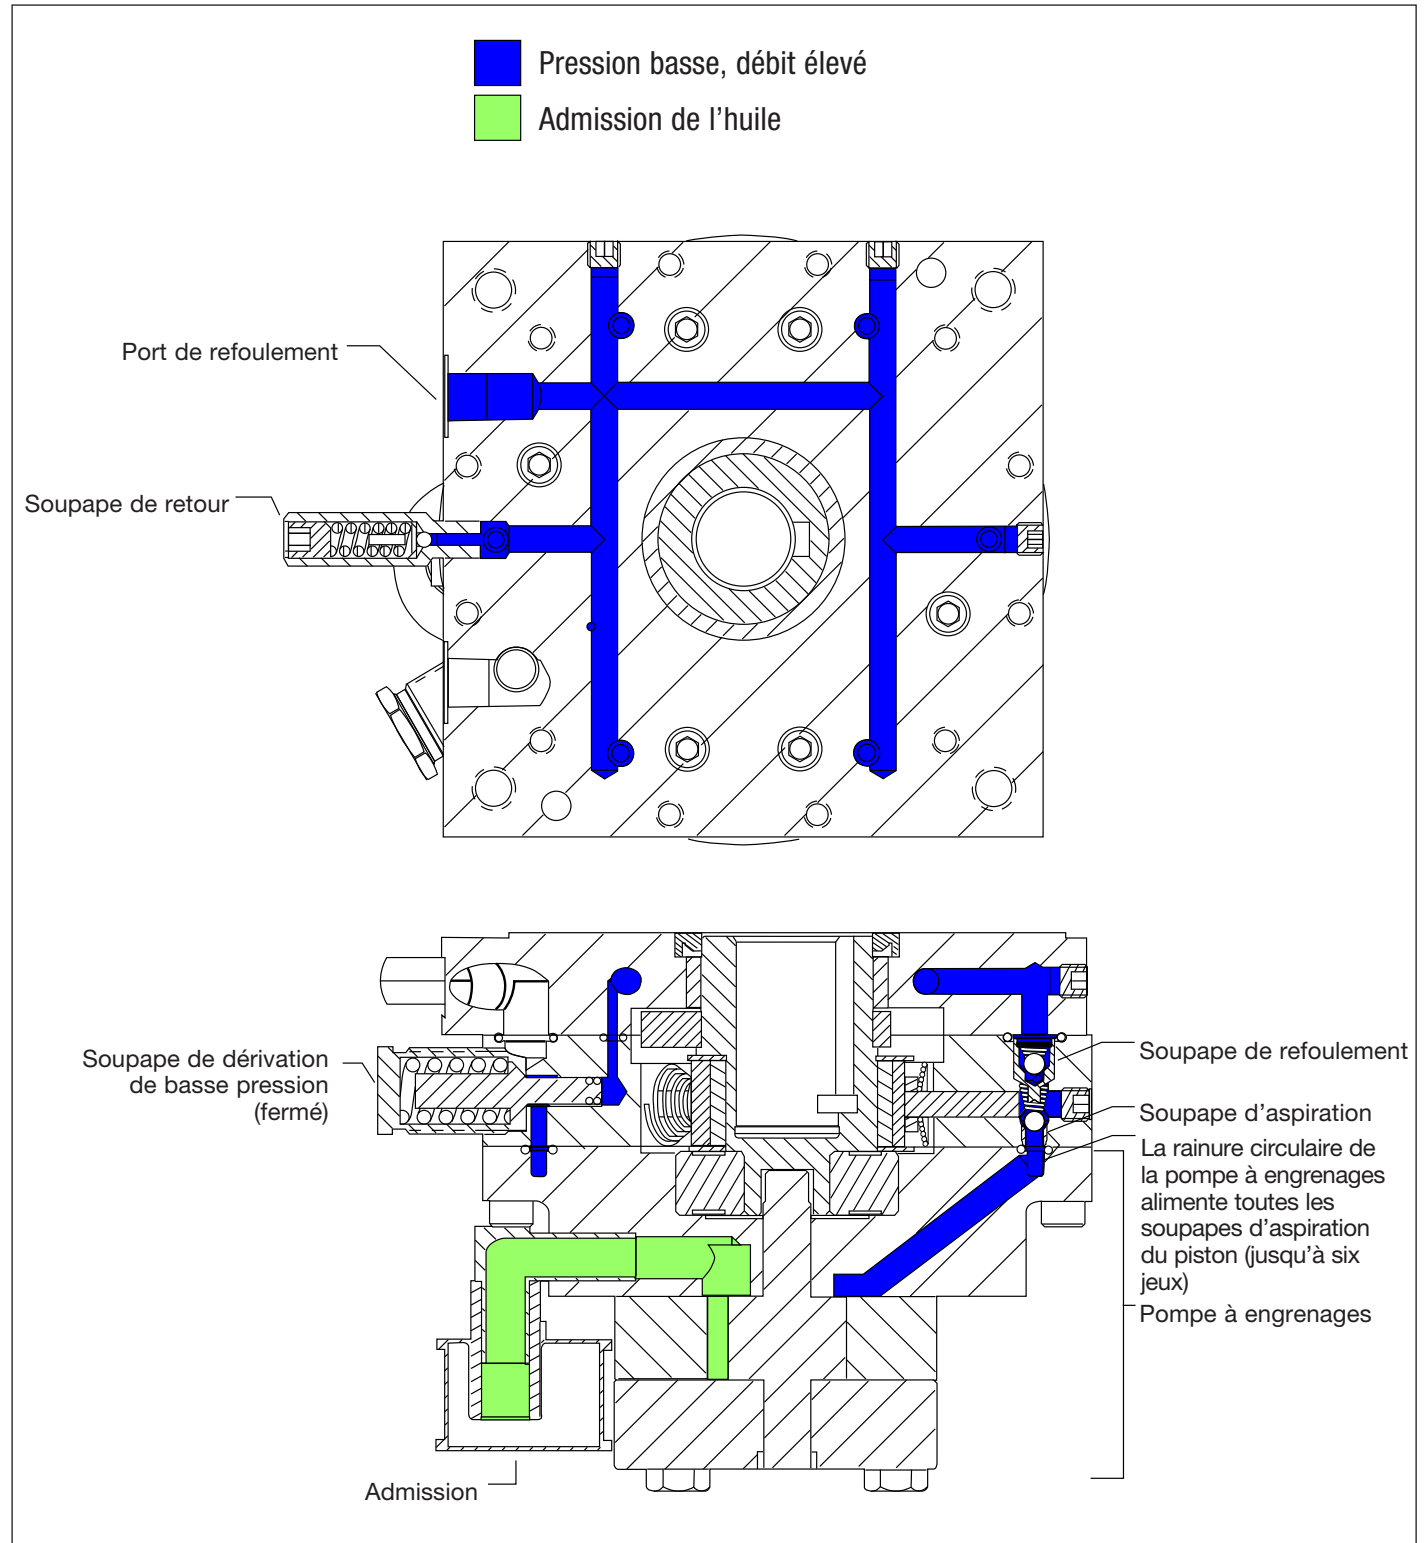 Pression basse, débit élevé
Admission de l'huile
Port de refoulement
Soupape de retour
Soupape de dérivation
de basse pression
(fermé)
Soupape de refoulement
Soupape d'aspiration
La rainure circulaire de
la pompe à engrenages
alimente toutes les
soupapes d'aspiration
du piston (jusqu'à six
jeux)
Pompe à engrenages
Admission